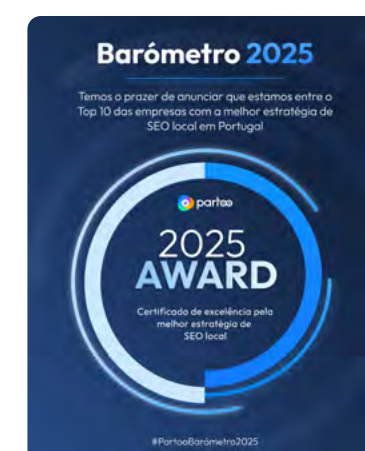 Barómetro 2025
Temos o prazer de anunciar que estamos entre o
Top 10 das empresas com a melhor estratégia de
SEO local em Portugal
partoo
2025
AWARD
Certificado de excelência pela
melhor estratégia de
SEO local
#PartooBarómetro2025